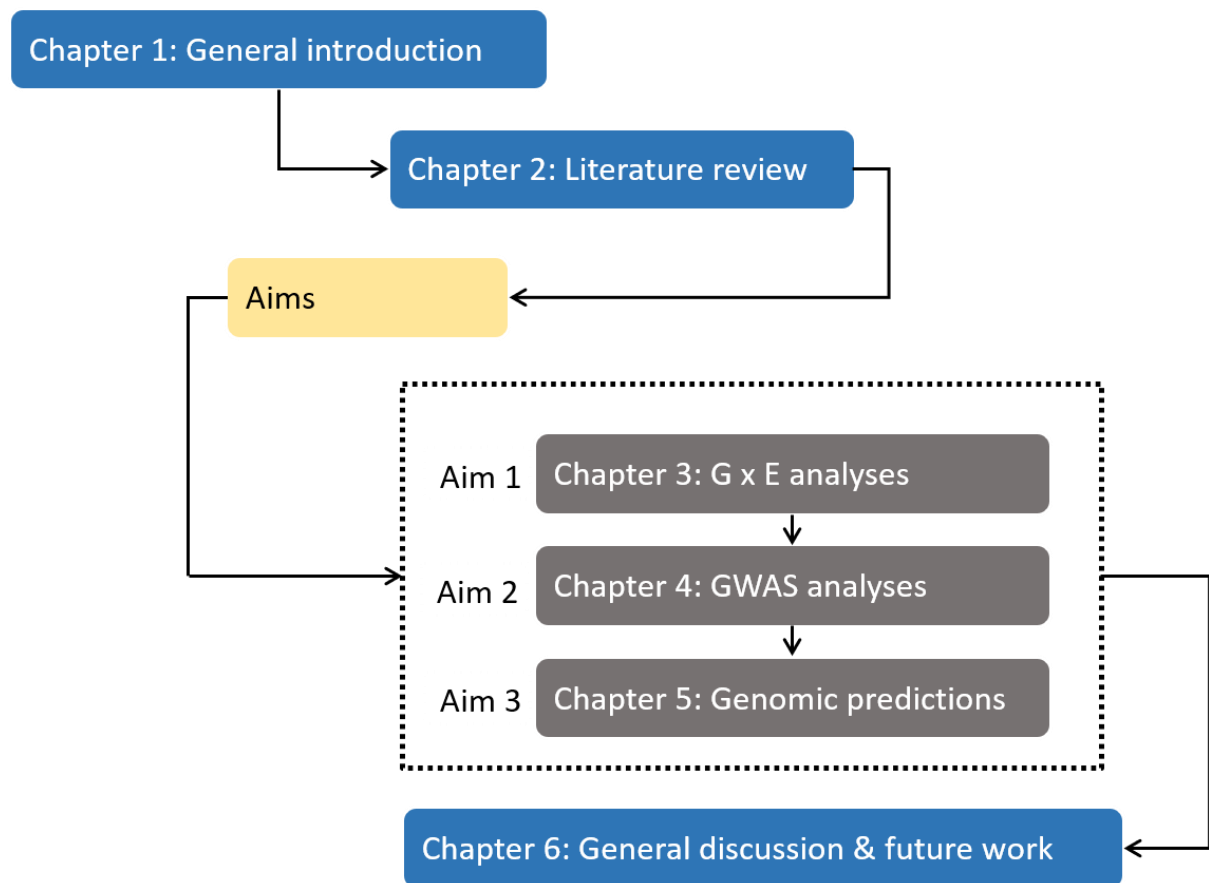 Chapter 1: General introduction
Chapter 2: Literature review
Aims
Aim 1
Chapter 3: G x E analyses
Aim 2
Chapter 4: GWAS analyses
Aim 3
Chapter 5: Genomic predictions
Chapter 6: General discussion & future work